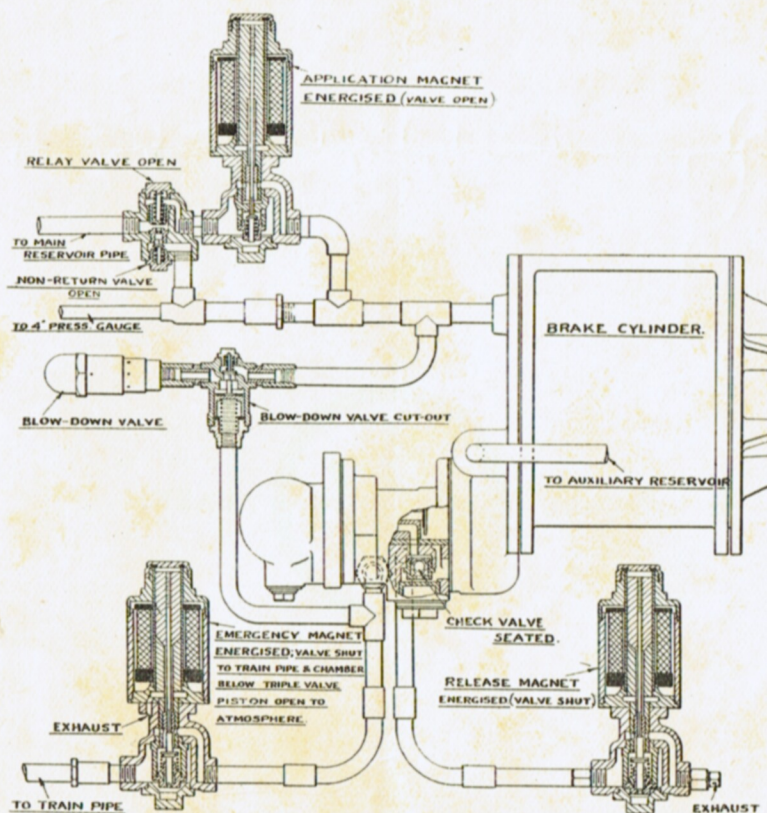 APPLICATION MAGNET
ENERGISED (VALVE OPEN)
RELAY VALVE OPEN
TO MAIN
RESERVOIR PIPE
NON-RETURN VALVE
OPEN
TO 4" PRESS. GAUGE
BRAKE CYLINDER.
BLOW-DOWN VALVE
BLOW-DOWN VALVE CUT-OUT
TO AUXILIARY RESERVOIR
CHECK VALVE
SEATED.
EMERGENCY MAGNET
ENERGISED; VALVE SHUT
TO TRAIN PIPE & CHAMBER
BELOW TRIPLE VALVE
PISTON OPEN TO
ATMOSPHERE.
RELEASE MAGNET
ENERGISED (VALVE SHUT)
EXHAUST
TO TRAIN PIPE
EXHAUST